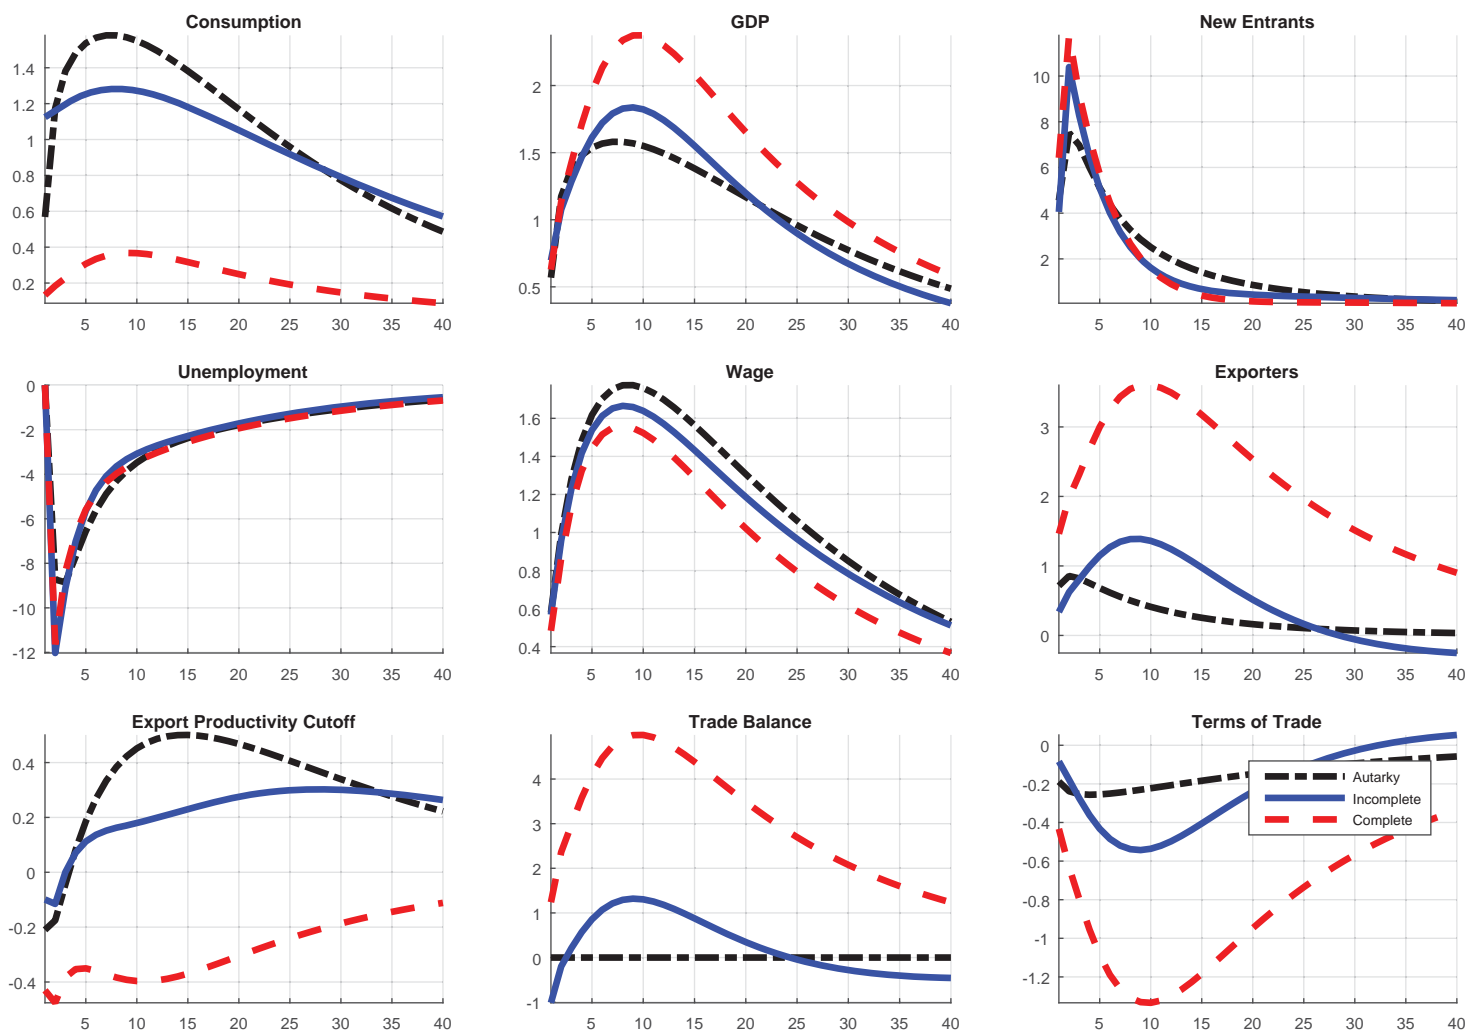 Consumption
GDP
New Entrants
1.4
1.2
1
0.8
0.6
0.4
0.2
5 10 15 20 25 30 35 40
2
1.5
1
0.5
5 10 15 20 25 30 35 40
10
8
6
4
2
5 10 15 20 25 30 35 40
Unemployment
Wage
Exporters
0
-2
-4
-6
-8
-10
-12
5 10 15 20 25 30 35 40
1.6
1.4
1.2
1
0.8
0.6
0.4
5 10 15 20 25 30 35 40
3
2
1
0
5 10 15 20 25 30 35 40
Export Productivity Cutoff
Trade Balance
Terms of Trade
0.4
0.2
0
-0.2
-0.4
5 10 15 20 25 30 35 40
4
3
2
1
0
-1
5 10 15 20 25 30 35 40
0
-0.2
-0.4
-0.6
-0.8
-1
-1.2
5 10 15 20 25 30 35 40
Autarky
Incomplete
Complete